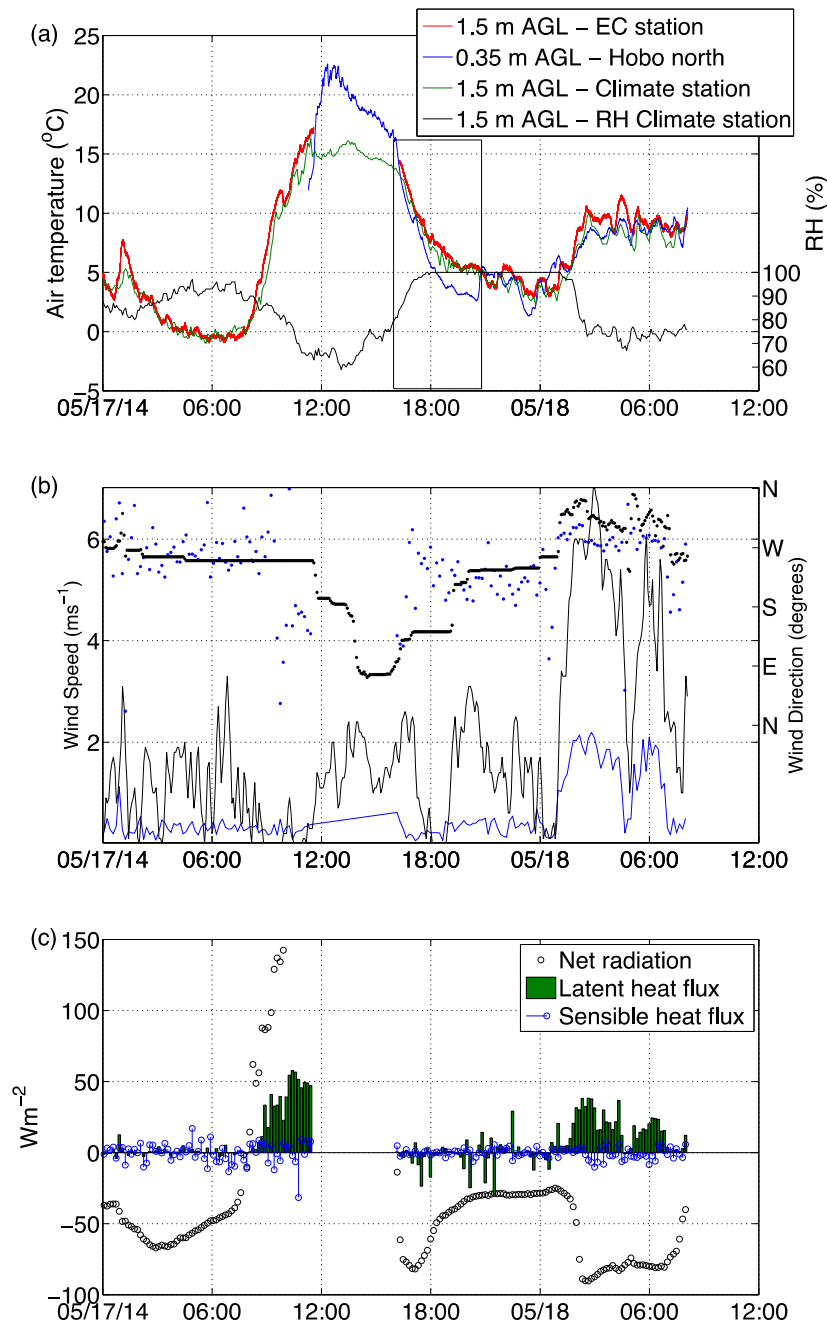 (a)
1.5 m AGL − EC station
0.35 m AGL − Hobo north
1.5 m AGL − Climate station
1.5 m AGL − RH Climate station
Air temperature (°C)
25
20
15
10
5
0
−5
RH (%)
100
90
80
70
60
05/17/14 06:00 12:00 18:00 05/18 06:00 12:00
(b)
Wind Speed (ms−1)
6
4
2
N
W
S
E
N
Wind Direction (degrees)
05/17/14 06:00 12:00 18:00 05/18 06:00 12:00
(c)
Net radiation
Latent heat flux
Sensible heat flux
Wm−2
150
100
50
0
−50
−100
05/17/14 06:00 12:00 18:00 05/18 06:00 12:00